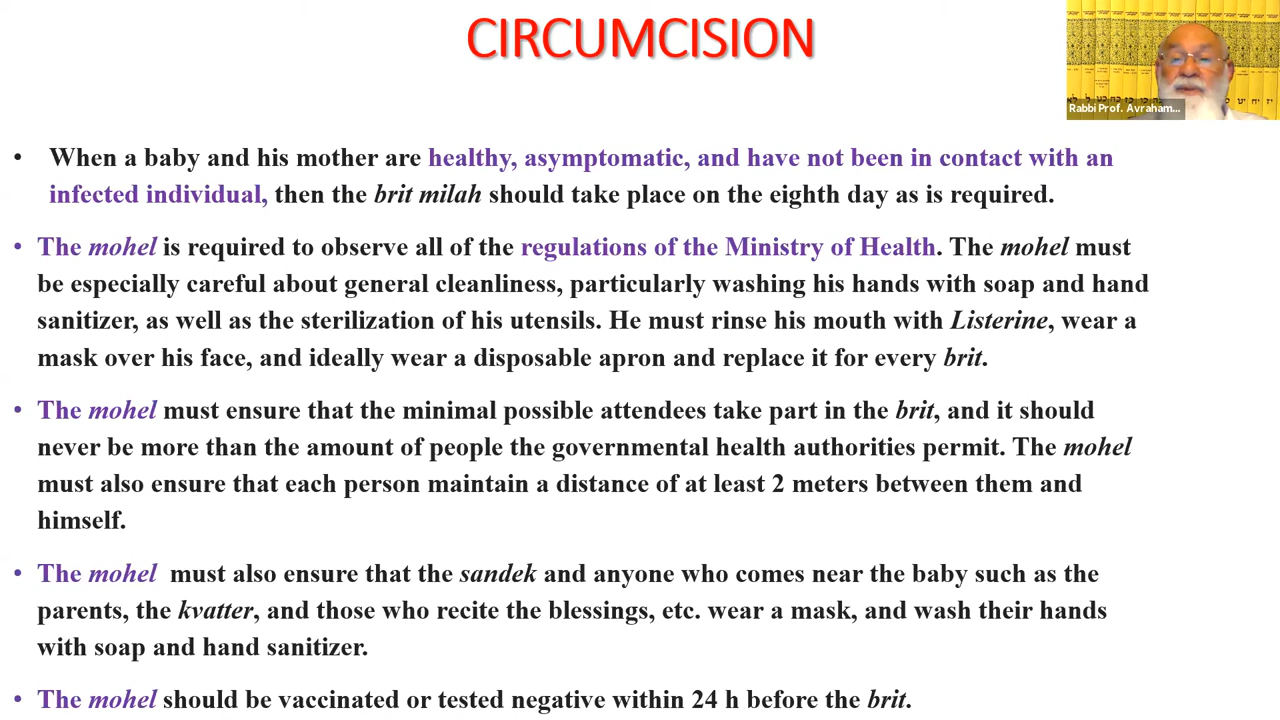 CIRCUMCISION
Rabbi Prof. Avraham...
• When a baby and his mother are healthy, asymptomatic, and have not been in contact with an
infected individual, then the brit milah should take place on the eighth day as is required.
• The mohel is required to observe all of the regulations of the Ministry of Health. The mohel must
be especially careful about general cleanliness, particularly washing his hands with soap and hand
sanitizer, as well as the sterilization of his utensils. He must rinse his mouth with Listerine, wear a
mask over his face, and ideally wear a disposable apron and replace it for every brit.
• The mohel must ensure that the minimal possible attendees take part in the brit, and it should
never be more than the amount of people the governmental health authorities permit. The mohel
must also ensure that each person maintain a distance of at least 2 meters between them and
himself.
• The mohel must also ensure that the sandek and anyone who comes near the baby such as the
parents, the kvatter, and those who recite the blessings, etc. wear a mask, and wash their hands
with soap and hand sanitizer.
• The mohel should be vaccinated or tested negative within 24 h before the brit.